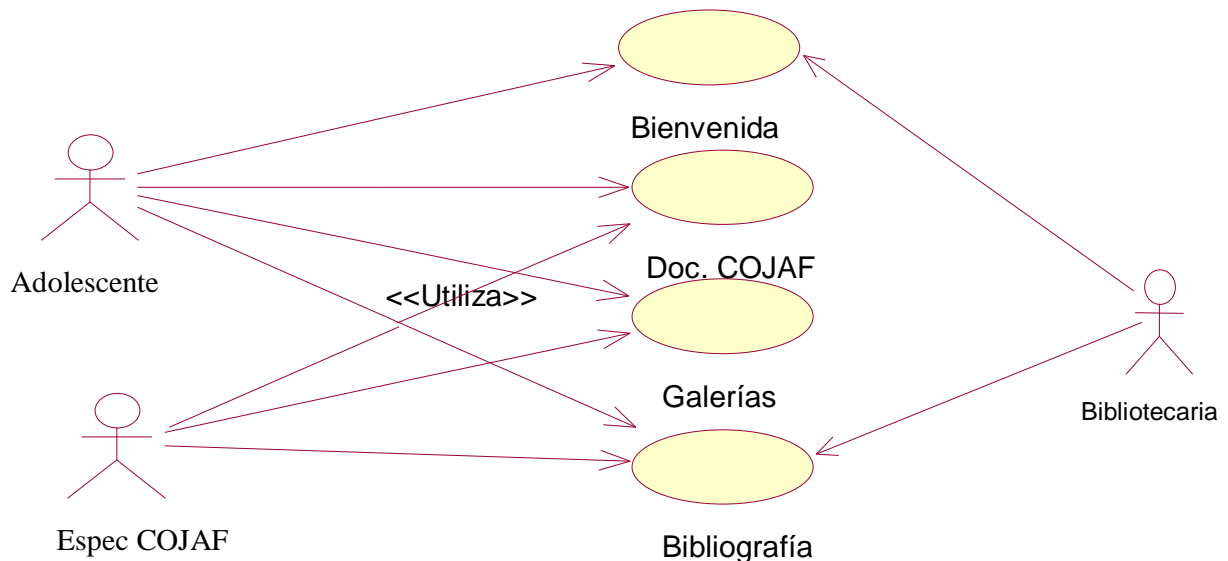 Bienvenida
Adolescente
Doc. COJAF
<<Utiliza>>
Galerías
Bibliotecaria
Espec COJAF
Bibliografía